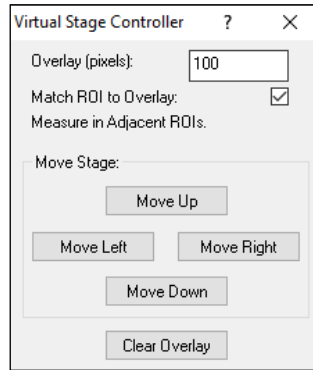 Virtual Stage Controller ?
Overlay (pixels): 100
Match ROI to Overlay:
Measure in Adjacent ROIs.
Move Stage:
Move Up
Move Left Move Right
Move Down
Clear Overlay